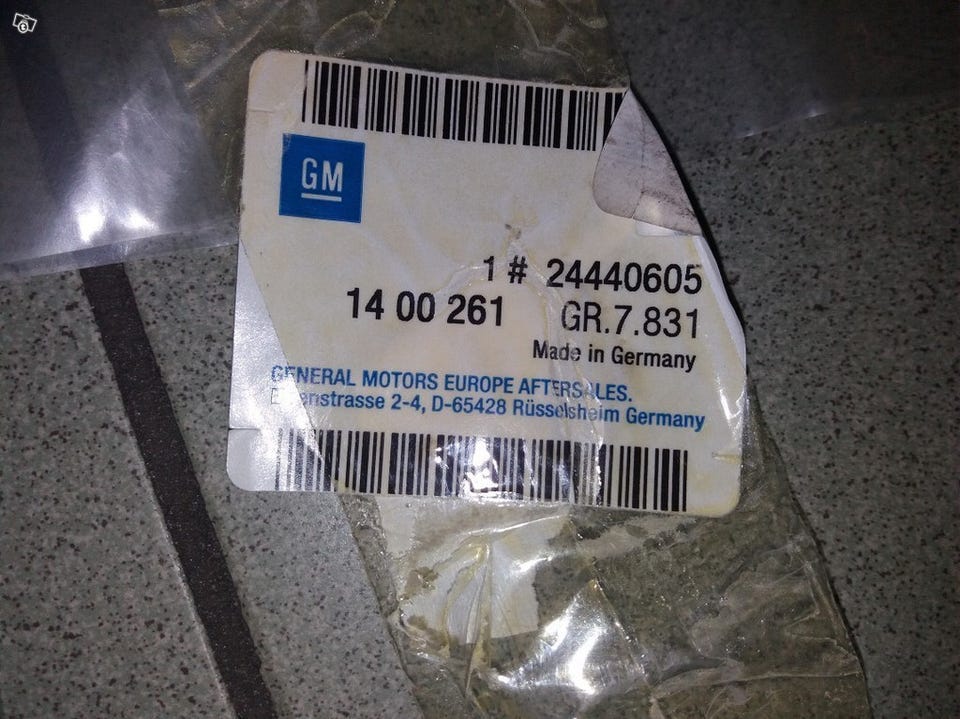 GM
1 # 24440605
14 00 261 GR.7.831
Made in Germany
GENERAL MOTORS EUROPE AFTERSALES.
2-4, D-65428 Rüsselsheim Germany